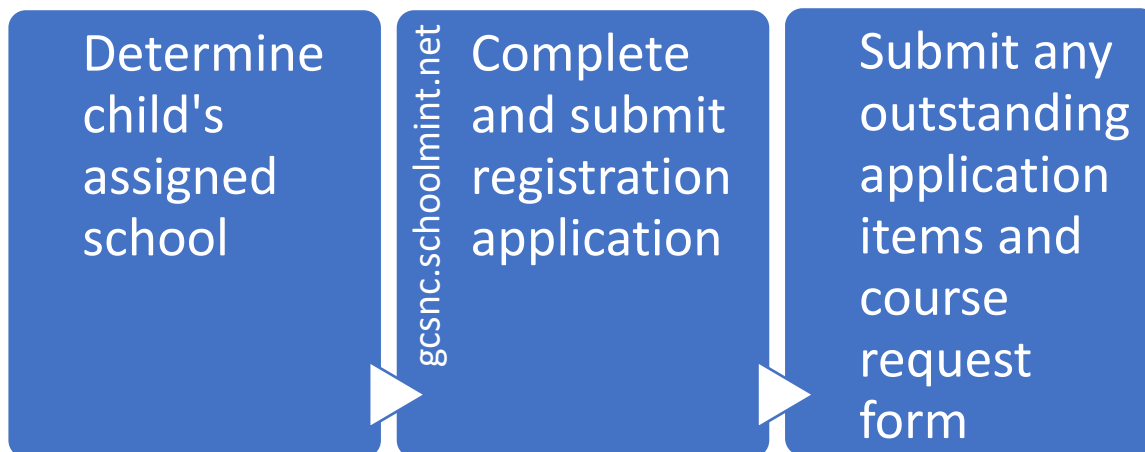 Determine
child's
assigned
school
gcsnc.schoolmint.net
Complete
and submit
registration
application
Submit any
outstanding
application
items and
course
request
form